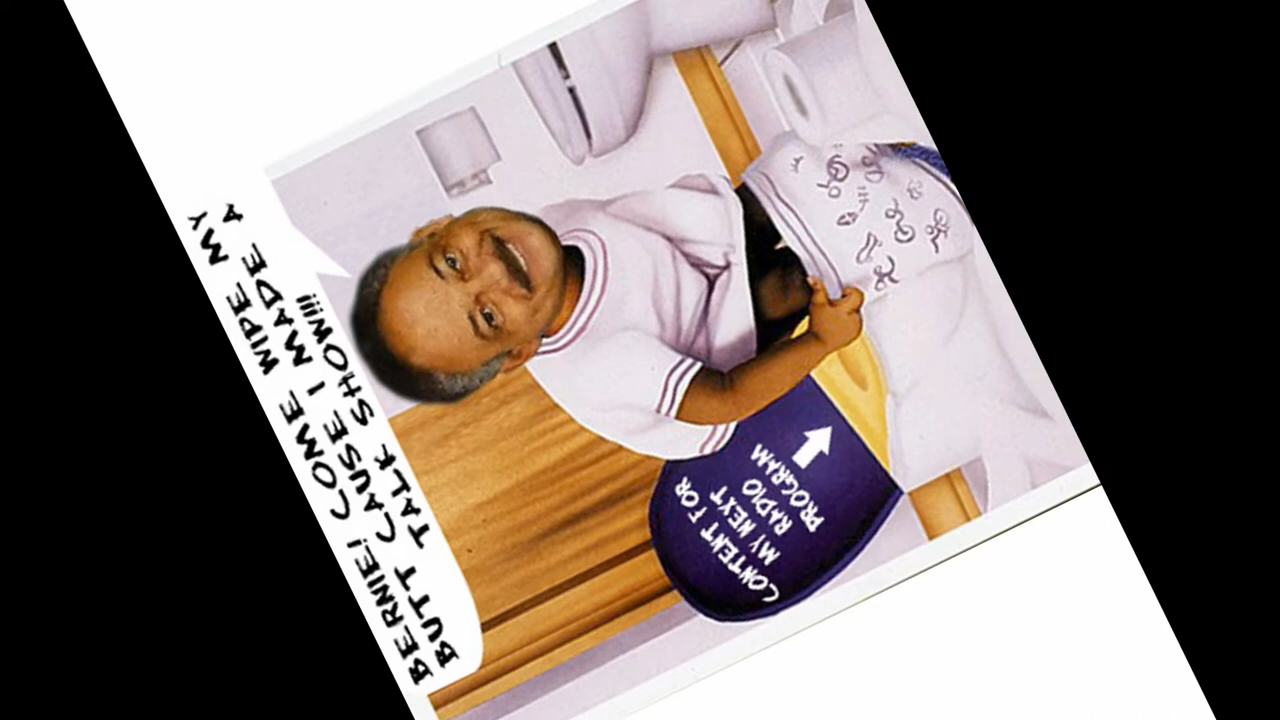 BERNIE! COME WIPE MY
BUTT CAUSE I MADE A
TALK SHOW!!!
CONTENT FOR
MY NEXT
RADIO
PROGRAM